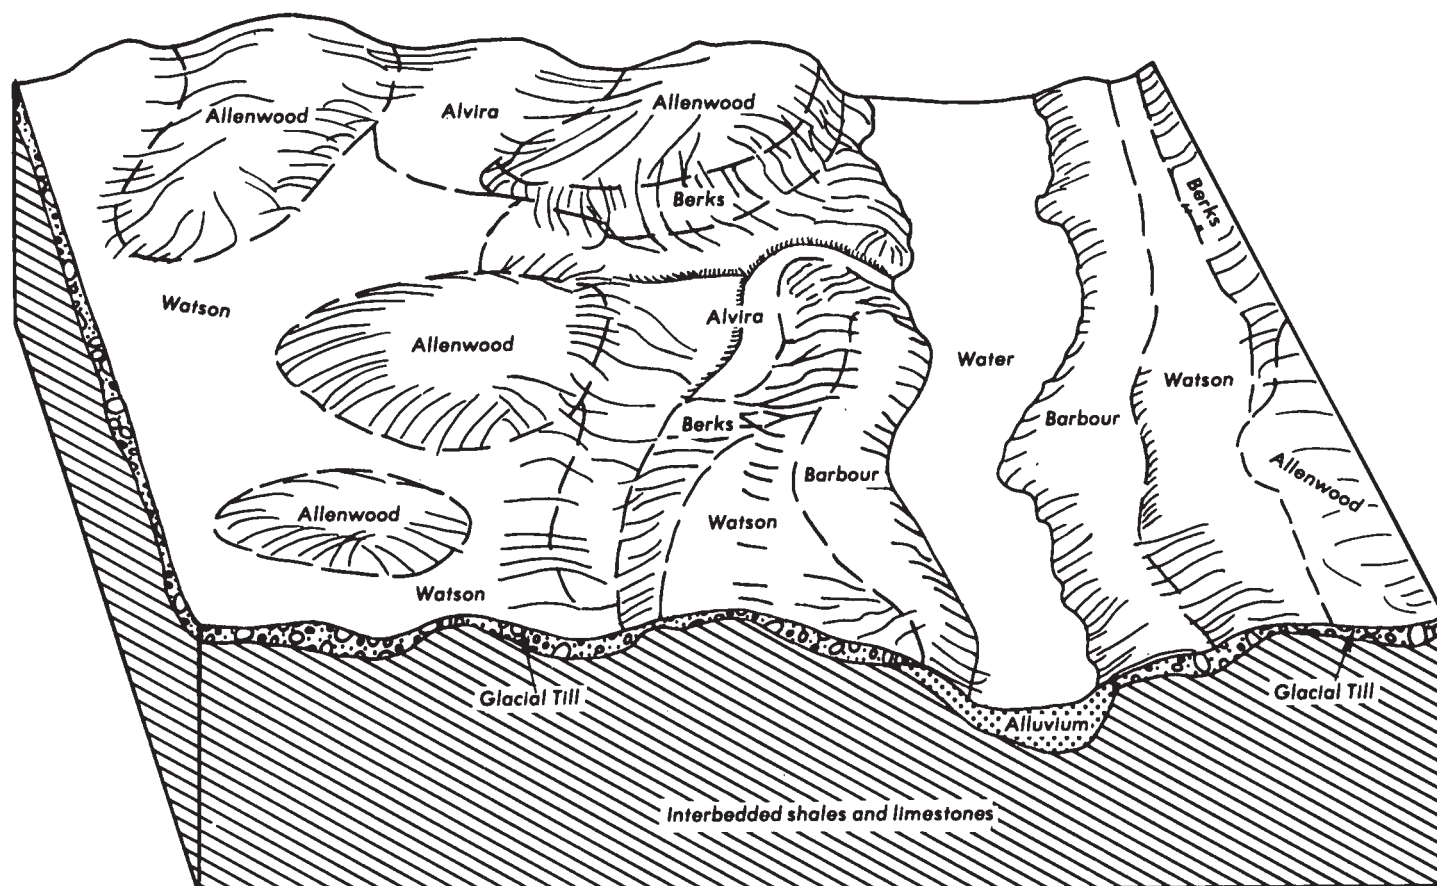 Allenwood
Alvira
Allenwood
Berks
Berks
Watson
Allenwood
Alvira
Water
Watson
Barbour
Berks
Barbour
Allenwood
Allenwood
Watson
Watson
Glacial Till
Alluvium
Glacial Till
Interbedded shales and limestones